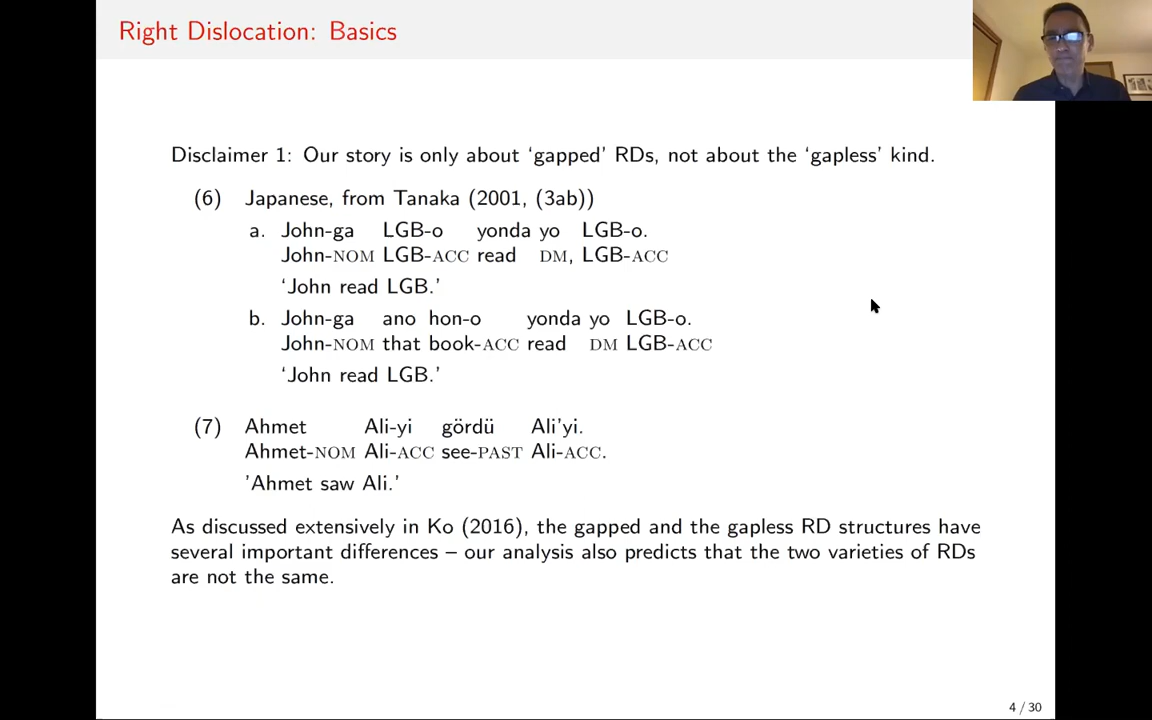 Right Dislocation: Basics
Disclaimer 1: Our story is only about ‘gapped’ RDs, not about the ‘gapless’ kind.
(6) Japanese, from Tanaka (2001, (3ab))
a. John-ga LGB-o yonda yo LGB-o.
John-NOM LGB-ACC read DM, LGB-ACC
‘John read LGB.’
b. John-ga ano hon-o yonda yo LGB-o.
John-NOM that book-ACC read DM LGB-ACC
‘John read LGB.’
(7) Ahmet Ali-yi gördü Ali’yi.
Ahmet-NOM Ali-ACC see-PAST Ali-ACC.
’Ahmet saw Ali.’
As discussed extensively in Ko (2016), the gapped and the gapless RD structures have
several important differences – our analysis also predicts that the two varieties of RDs
are not the same.
4 / 30